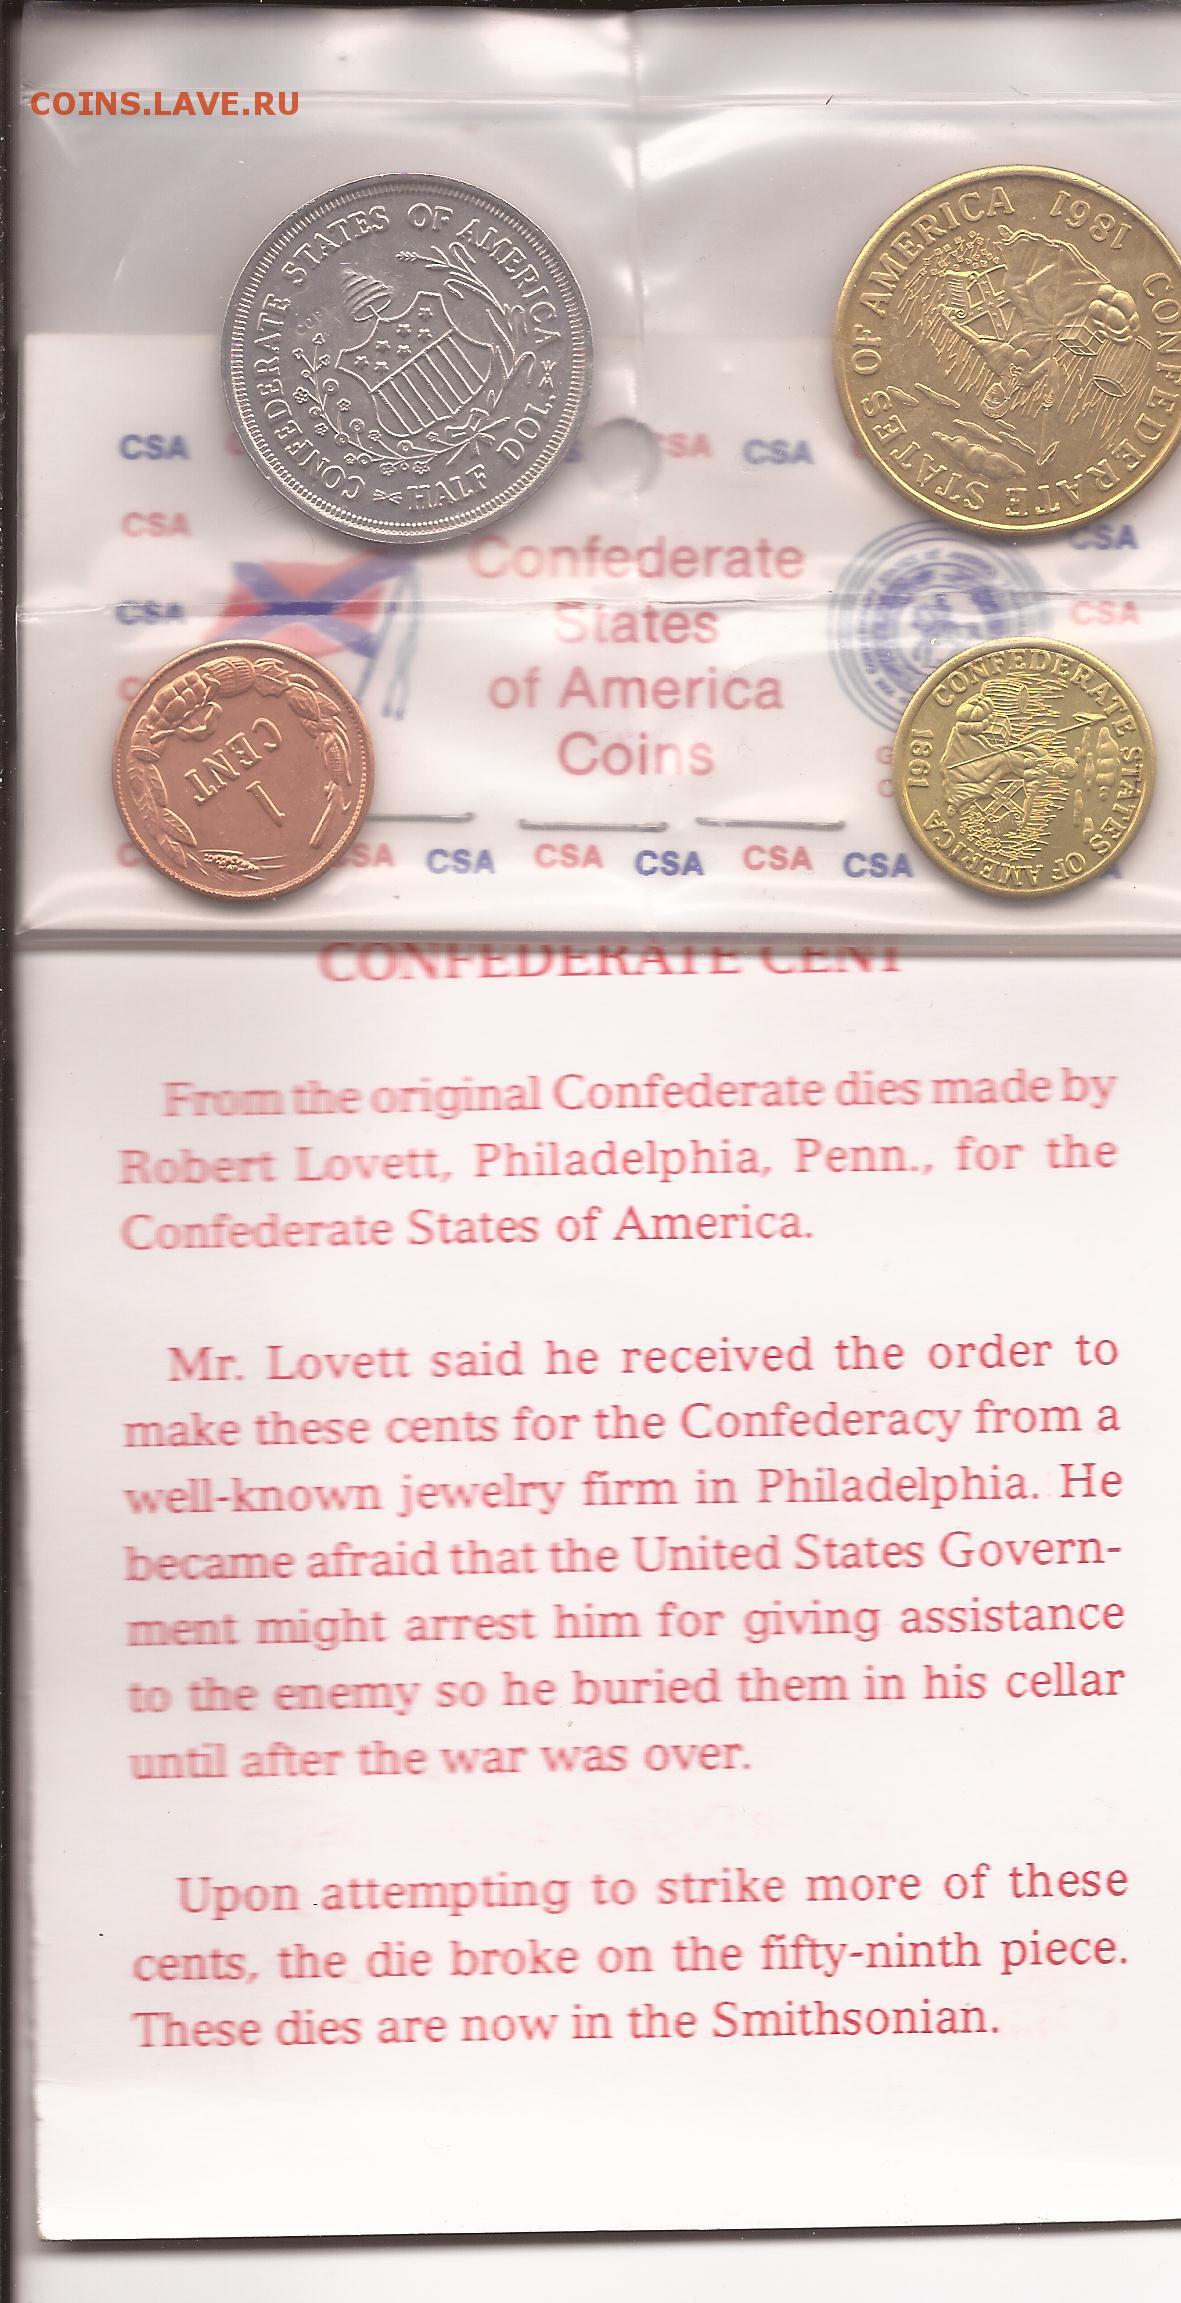 COINS.LAVE.RU
CONFEDERATE STATES OF AMERICA
HALF DOL.
CONFEDERATE STATES OF AMERICA 1861
CSA
SA CSA
CSA
CSA
CSA
CSA
Confederate
States
of America
Coins
1
CENT
CONFEDERATE STATES OF AMERICA
1861
SA CSA CSA CSA CSA CSA
CONFEDERATE CENT
From the original Confederate dies made by
Robert Lovett, Philadelphia, Penn., for the
Confederate States of America.
Mr. Lovett said he received the order to
make these cents for the Confederacy from a
well-known jewelry firm in Philadelphia. He
became afraid that the United States Govern-
ment might arrest him for giving assistance
to the enemy so he buried them in his cellar
until after the war was over.
Upon attempting to strike more of these
cents, the die broke on the fifty-ninth piece.
These dies are now in the Smithsonian.